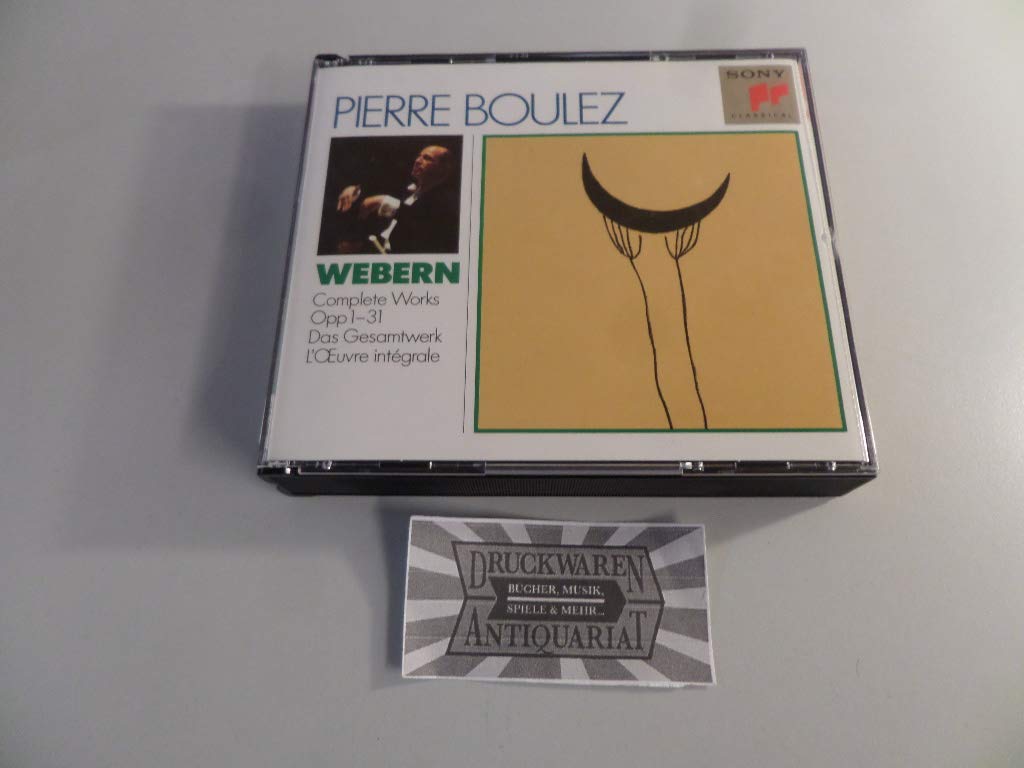 PIERRE BOULEZ
SONY
CLASSICAL
WEBERN
Complete Works
Opp 1–31
Das Gesamtwerk
L'Œuvre intégrale
DRUCKWAREN
BÜCHER, MUSIK,
SPIELE & MEHR...
ANTIQUARIAT